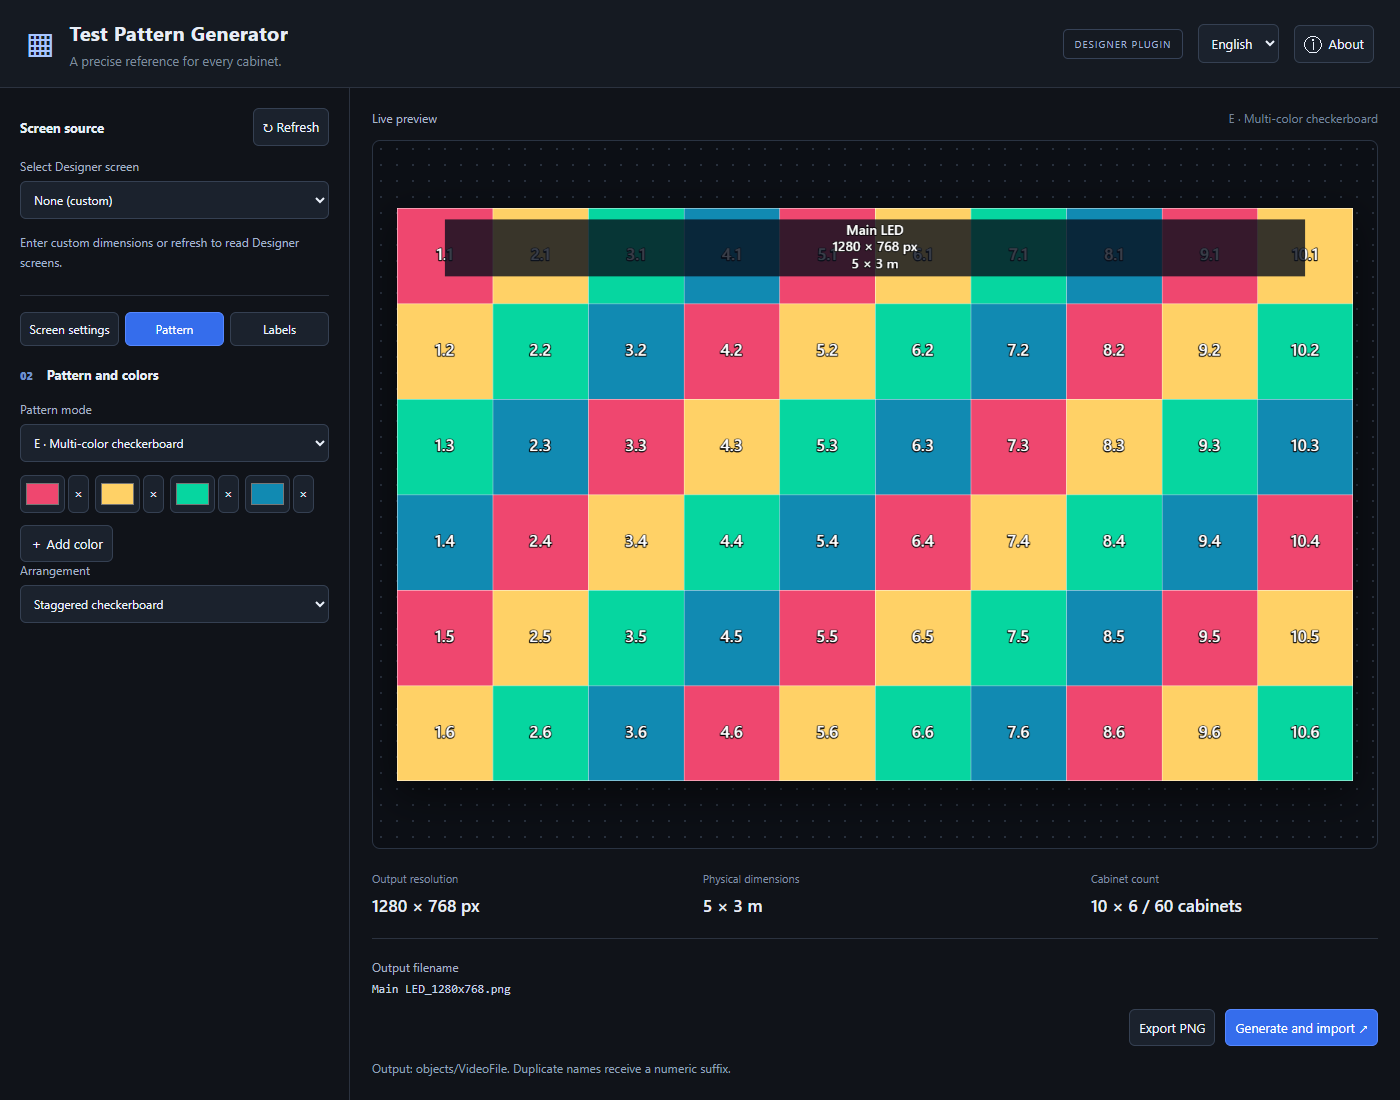 Test Pattern Generator
A precise reference for every cabinet.
DESIGNER PLUGIN
English
About
Screen source
↻ Refresh
Select Designer screen
None (custom)
Enter custom dimensions or refresh to read Designer
screens.
Screen settings
Pattern
Labels
02 Pattern and colors
Pattern mode
E · Multi-color checkerboard
× × × ×
+ Add color
Arrangement
Staggered checkerboard
Live preview
E · Multi-color checkerboard
Main LED
1280 × 768 px
5 × 3 m
1.1 2.1 3.1 4.1 5.1 6.1 7.1 8.1 9.1 10.1
1.2 2.2 3.2 4.2 5.2 6.2 7.2 8.2 9.2 10.2
1.3 2.3 3.3 4.3 5.3 6.3 7.3 8.3 9.3 10.3
1.4 2.4 3.4 4.4 5.4 6.4 7.4 8.4 9.4 10.4
1.5 2.5 3.5 4.5 5.5 6.5 7.5 8.5 9.5 10.5
1.6 2.6 3.6 4.6 5.6 6.6 7.6 8.6 9.6 10.6
Output resolution
1280 × 768 px
Physical dimensions
5 × 3 m
Cabinet count
10 × 6 / 60 cabinets
Output filename
Main LED_1280x768.png
Export PNG
Generate and import ↗
Output: objects/VideoFile. Duplicate names receive a numeric suffix.